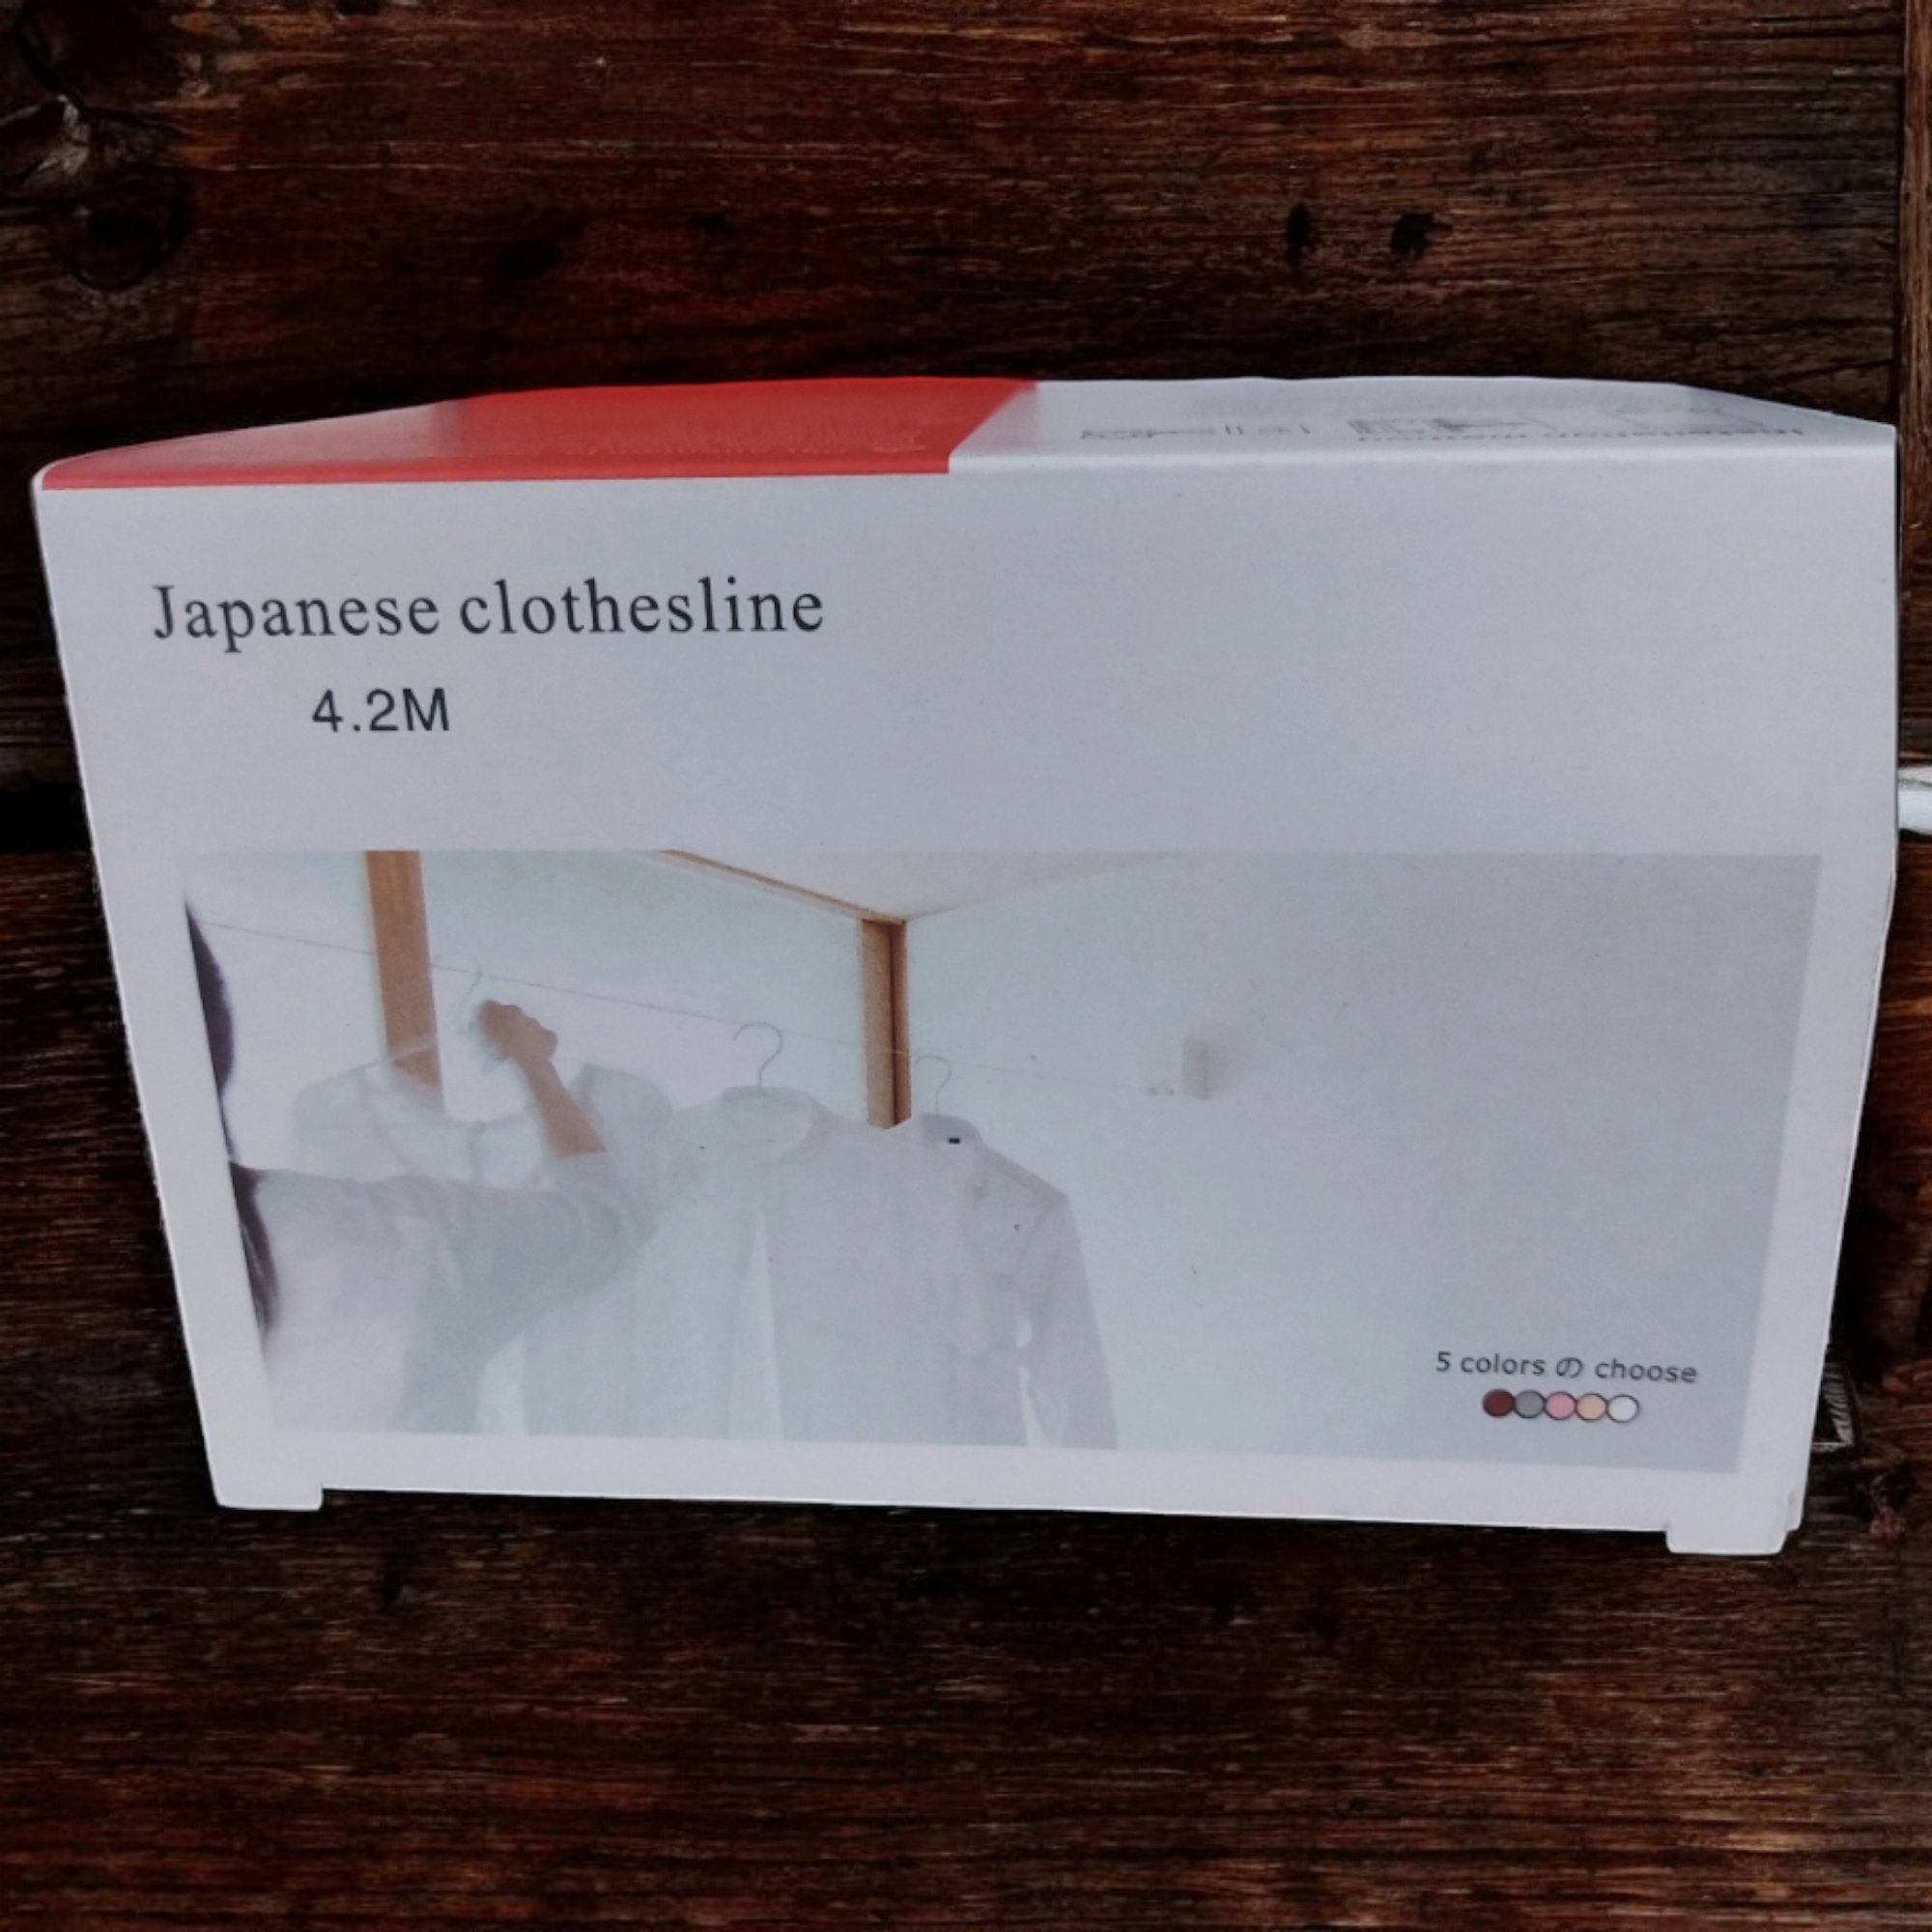 Japanese clothesline
4.2M
5 colors の choose